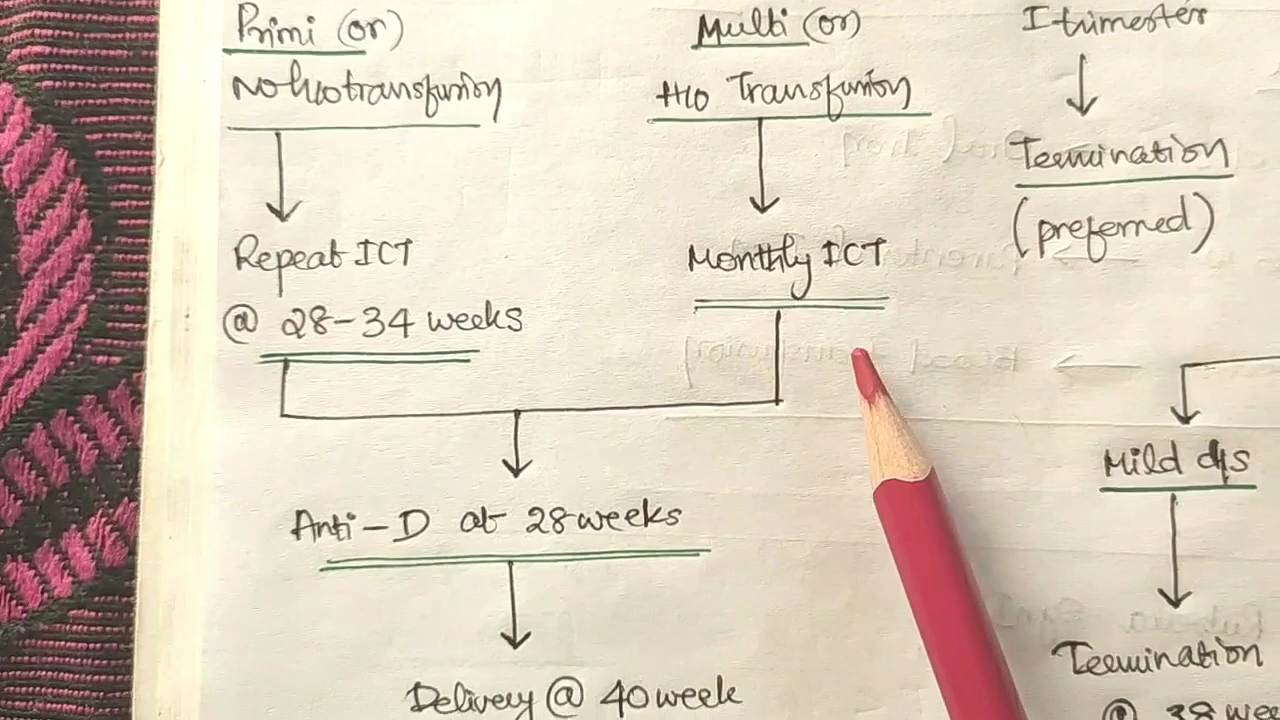 Primi (or)
No h/o transfusion
Repeat ICT
@ 28-34 weeks
Multi (or)
H/o Transfusion
Monthly ICT
Anti-D at 28 weeks
Delivery @ 40 week
I trimester
Termination
(preferred)
Mild d/s
Termination
@ 38